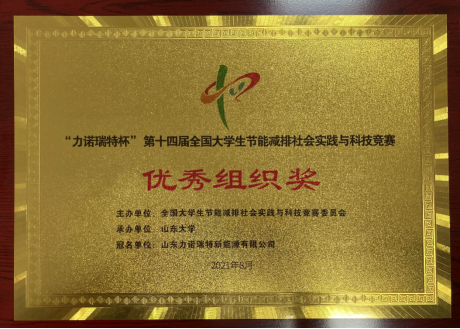 “力诺瑞特杯”第十四届全国大学生节能减排社会实践与科技竞赛
优秀组织奖
主办单位：全国大学生节能减排社会实践与科技竞赛委员会
承办单位：山东大学
冠名单位：山东力诺瑞特新能源有限公司
2021年8月